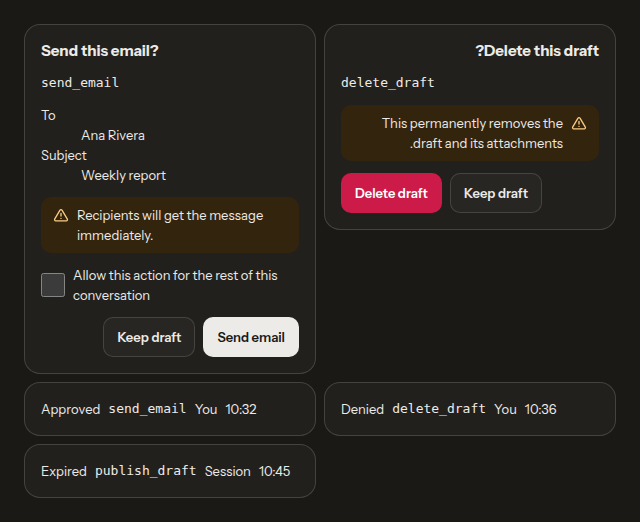 Send this email?
send_email
To
Ana Rivera
Subject
Weekly report
Recipients will get the message
immediately.
Allow this action for the rest of this
conversation
Keep draft
Send email
?Delete this draft
delete_draft
This permanently removes the
.draft and its attachments
Delete draft
Keep draft
Approved send_email You 10:32
Denied delete_draft You 10:36
Expired publish_draft Session 10:45